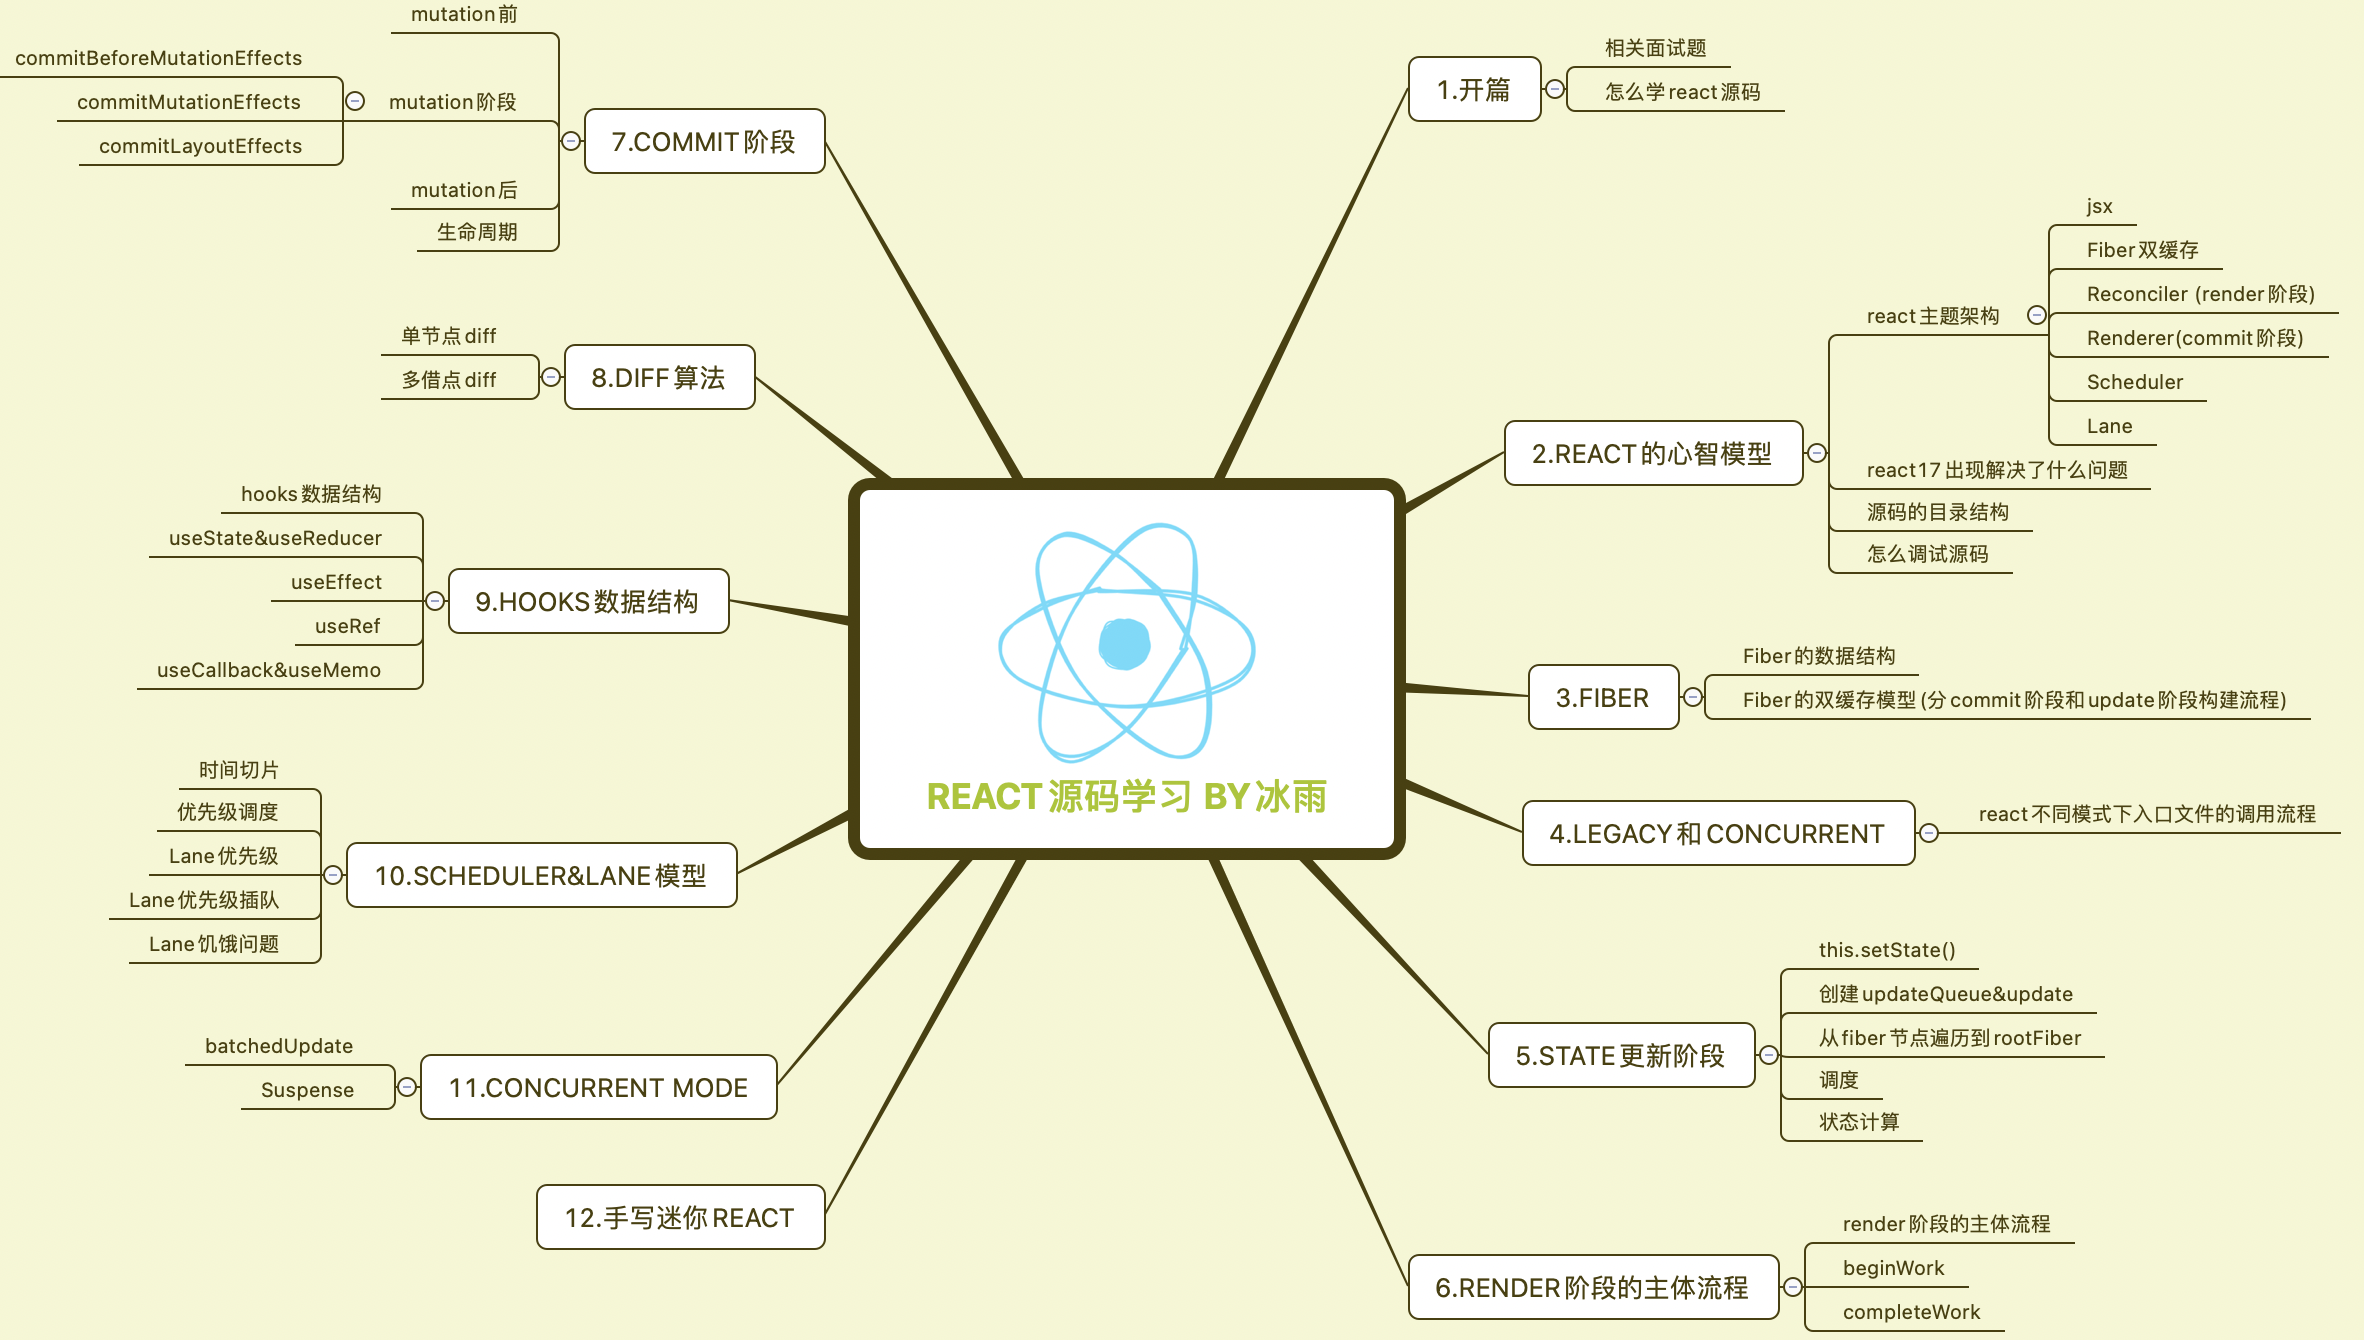 REACT源码学习 BY冰雨
1.开篇
相关面试题
怎么学react源码
2.REACT的心智模型
react主题架构
jsx
Fiber双缓存
Reconciler (render阶段)
Renderer(commit阶段)
Scheduler
Lane
react17出现解决了什么问题
源码的目录结构
怎么调试源码
3.FIBER
Fiber的数据结构
Fiber的双缓存模型(分commit阶段和update阶段构建流程)
4.LEGACY和CONCURRENT
react不同模式下入口文件的调用流程
5.STATE更新阶段
this.setState()
创建updateQueue&update
从fiber节点遍历到rootFiber
调度
状态计算
6.RENDER阶段的主体流程
render阶段的主体流程
beginWork
completeWork
7.COMMIT阶段
mutation前
mutation阶段
commitBeforeMutationEffects
commitMutationEffects
commitLayoutEffects
mutation后
生命周期
8.DIFF算法
单节点diff
多借点diff
9.HOOKS数据结构
hooks数据结构
useState&useReducer
useEffect
useRef
useCallback&useMemo
10.SCHEDULER&LANE模型
时间切片
优先级调度
Lane优先级
Lane优先级插队
Lane饥饿问题
11.CONCURRENT MODE
batchedUpdate
Suspense
12.手写迷你REACT